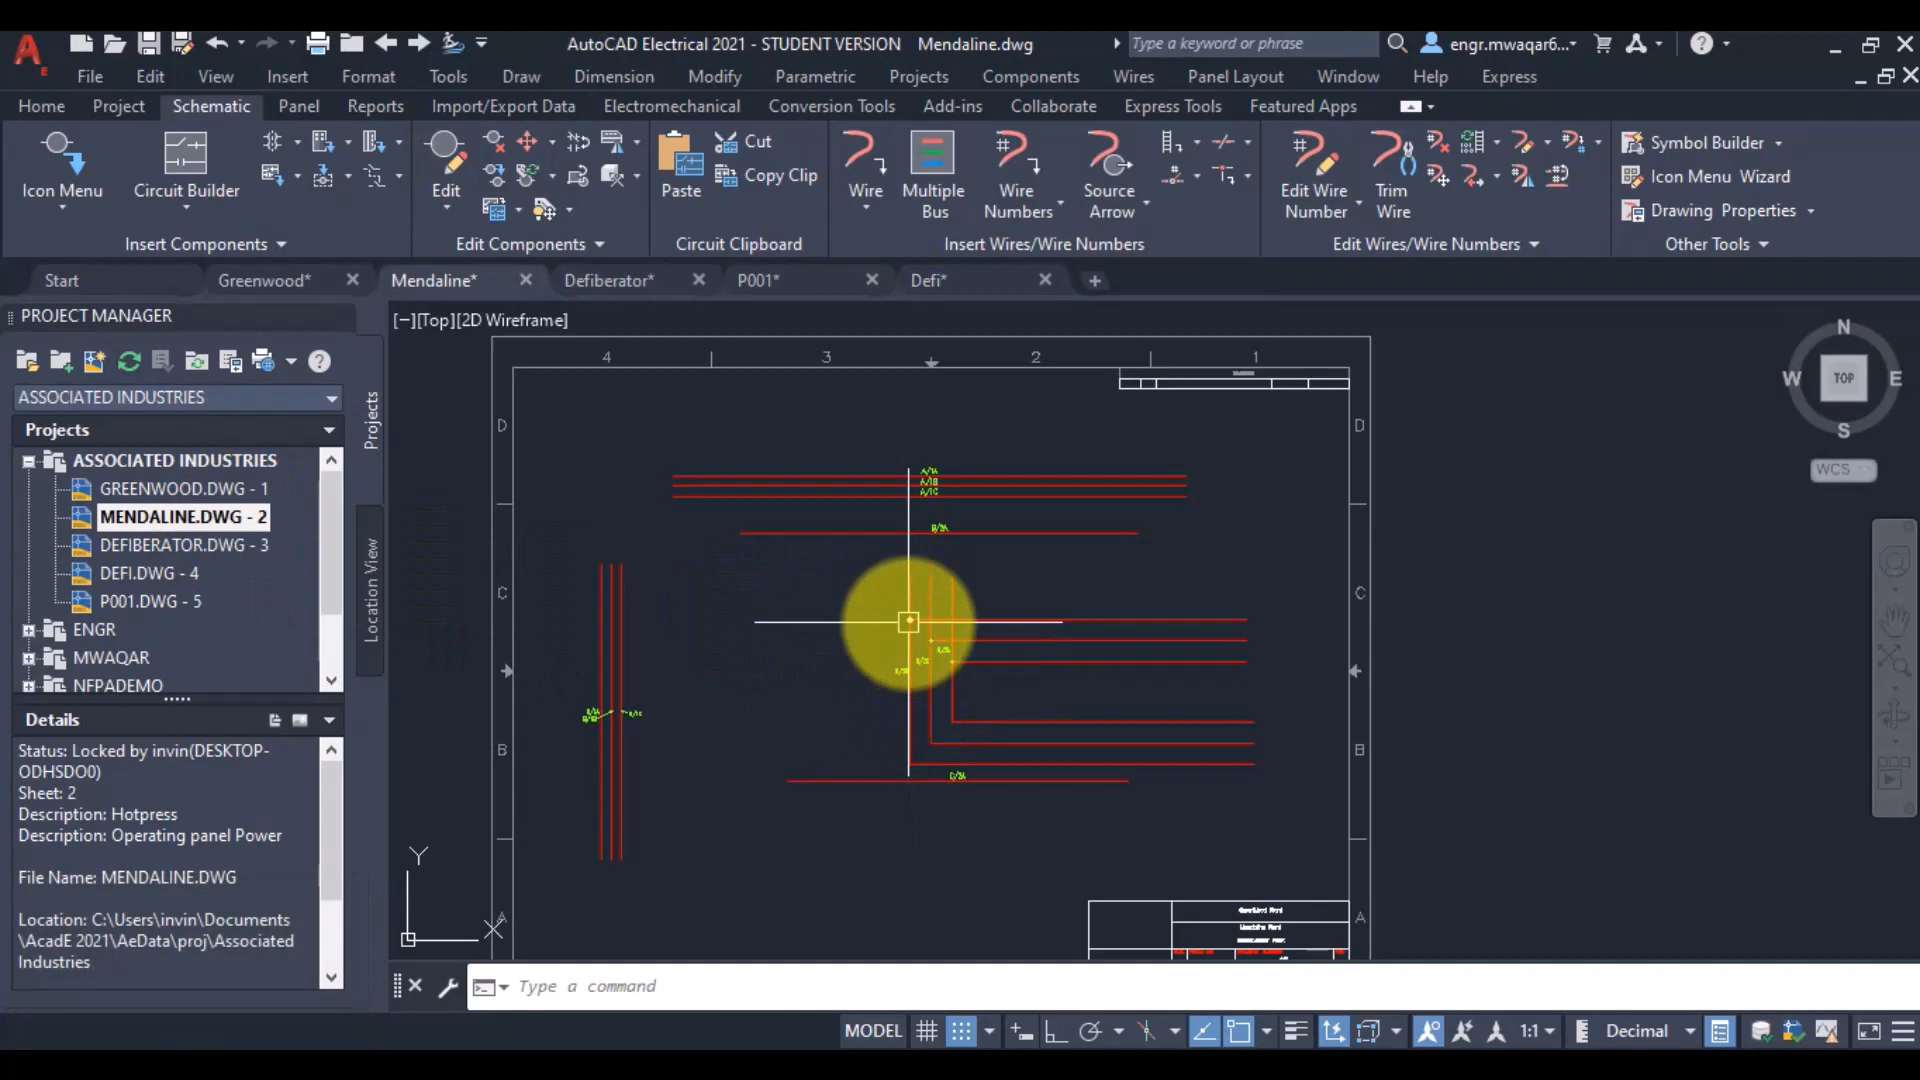 AutoCAD Electrical 2021 - STUDENT VERSION Mendaline.dwg
Type a keyword or phrase
engr.mwaqar6...
File Edit View Insert Format Tools Draw Dimension Modify Parametric Projects Components Wires Panel Layout Window Help Express
Home Project Schematic Panel Reports Import/Export Data Electromechanical Conversion Tools Add-ins Collaborate Express Tools Featured Apps
Icon Menu
Circuit Builder
Insert Components
Edit
Edit Components
Paste
Cut
Copy Clip
Circuit Clipboard
Wire
Multiple
Bus
Wire
Numbers
Source
Arrow
Insert Wires/Wire Numbers
Edit Wire
Number
Trim
Wire
Edit Wires/Wire Numbers
Symbol Builder
Icon Menu Wizard
Drawing Properties
Other Tools
Start Greenwood* Mendaline* Defiberator* P001* Defi*
PROJECT MANAGER
ASSOCIATED INDUSTRIES
Projects
ASSOCIATED INDUSTRIES
GREENWOOD.DWG - 1
MENDALINE.DWG - 2
DEFIBERATOR.DWG - 3
DEFI.DWG - 4
P001.DWG - 5
ENGR
MWAQAR
NFPADEMO
Projects
Location View
Details
Status: Locked by invin(DESKTOP-
ODHSDO0)
Sheet: 2
Description: Hotpress
Description: Operating panel Power
File Name: MENDALINE.DWG
Location: C:\Users\invin\Documents
\AcadE 2021\AeData\proj\Associated
Industries
[−][Top][2D Wireframe]
4 3 2 1
D D
C C
B B
A A
A/1A
A/1B
A/1C
Y
X
N
W TOP E
S
WCS
Type a command
MODEL
1:1
Decimal